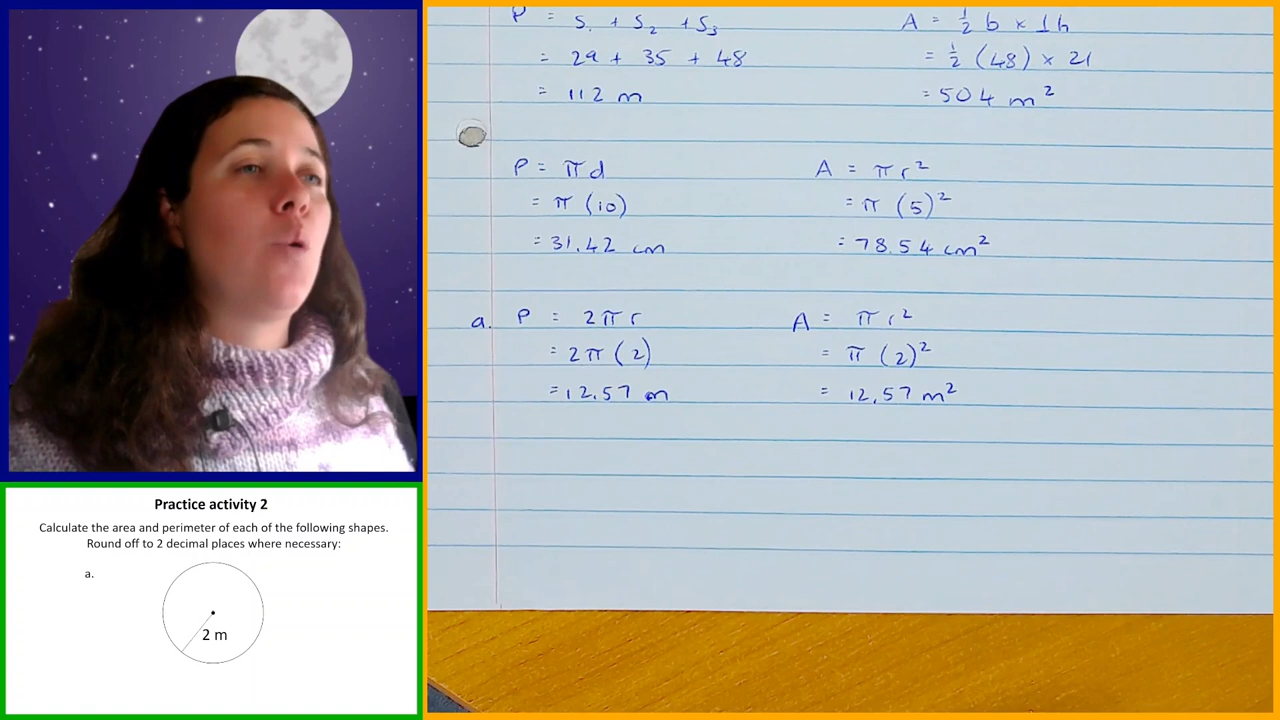 P = S₁ + S₂ + S₃
= 29 + 35 + 48
= 112 m
A = ½ b × ⊥h
= ½ (48) × 21
= 504 m²
P = πd
= π (10)
= 31.42 cm
A = πr²
= π (5)²
= 78.54 cm²
a. P = 2πr
= 2π (2)
= 12.57 m
A = πr²
= π (2)²
= 12,57 m²
Practice activity 2
Calculate the area and perimeter of each of the following shapes.
Round off to 2 decimal places where necessary:
a.
2 m